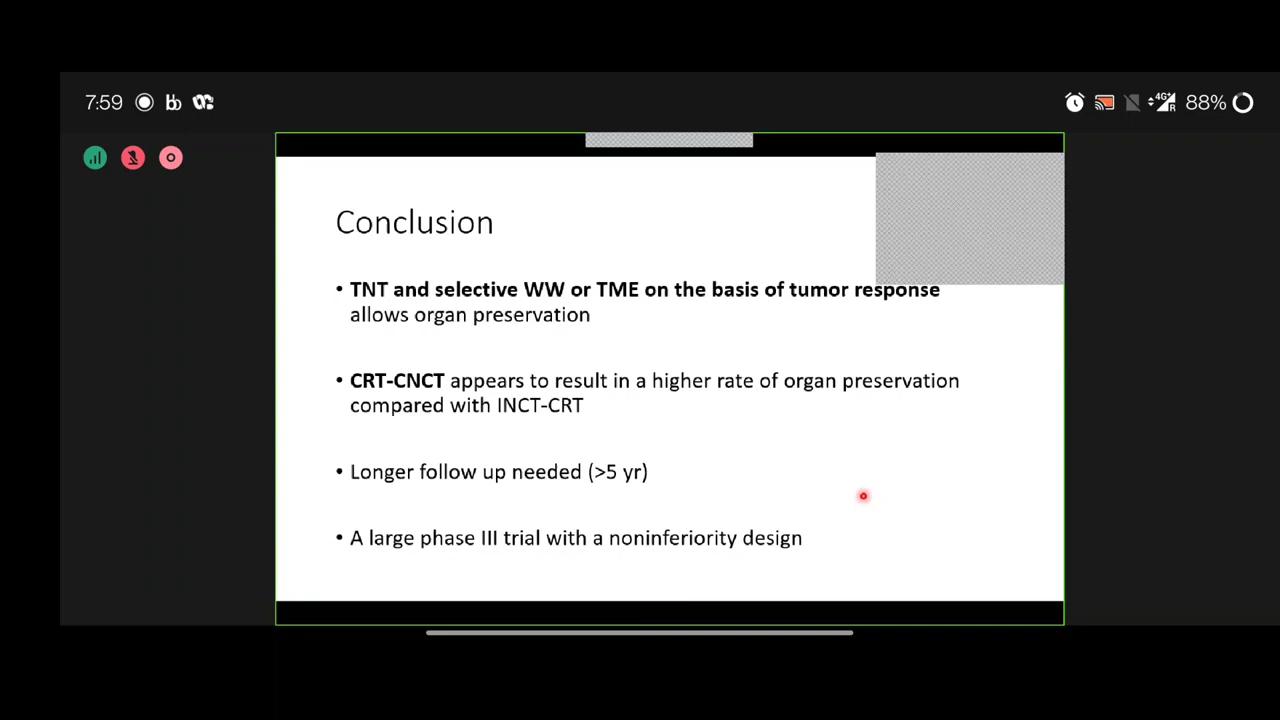 7:59
88%
4G+
R
Conclusion
• TNT and selective WW or TME on the basis of tumor response
allows organ preservation
• CRT-CNCT appears to result in a higher rate of organ preservation
compared with INCT-CRT
• Longer follow up needed (>5 yr)
• A large phase III trial with a noninferiority design